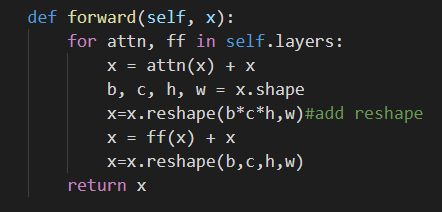 def forward(self, x):
for attn, ff in self.layers:
x = attn(x) + x
b, c, h, w = x.shape
x=x.reshape(b*c*h,w)#add reshape
x = ff(x) + x
x=x.reshape(b,c,h,w)
return x